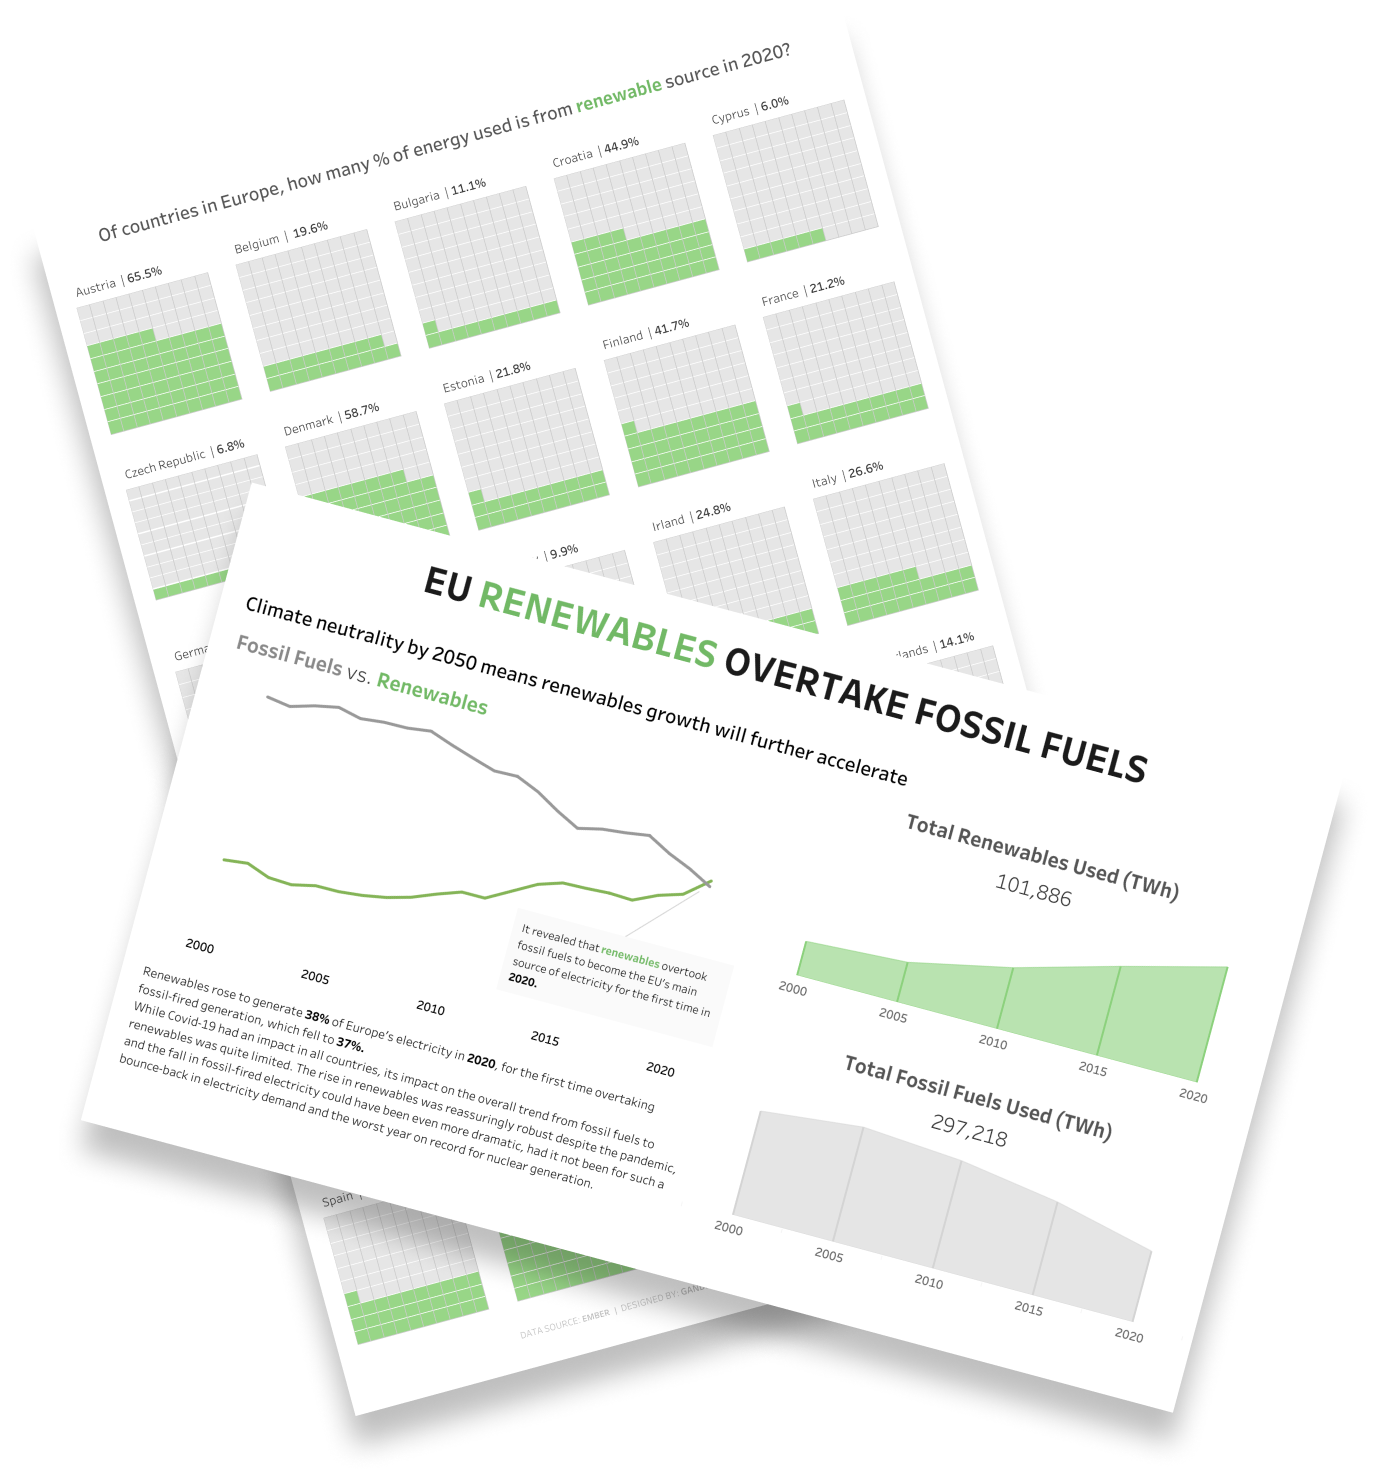 Of countries in Europe, how many % of energy used is from renewable source in 2020?
Austria | 65.5%
Belgium | 19.6%
Bulgaria | 11.1%
Croatia | 44.9%
Cyprus | 6.0%
Czech Republic | 6.8%
Denmark | 58.7%
Estonia | 21.8%
Finland | 41.7%
France | 21.2%
| 9.9%
Irland | 24.8%
Italy | 26.6%
lands | 14.1%
EU RENEWABLES OVERTAKE FOSSIL FUELS
Climate neutrality by 2050 means renewables growth will further accelerate
Fossil Fuels vs. Renewables
It revealed that renewables overtook
fossil fuels to become the EU's main
source of electricity for the first time in
2020.
2000
2005
2010
2015
2020
Renewables rose to generate 38% of Europe's electricity in 2020, for the first time overtaking
fossil-fired generation, which fell to 37%.
While Covid-19 had an impact in all countries, its impact on the overall trend from fossil fuels to
renewables was quite limited. The rise in renewables was reassuringly robust despite the pandemic,
and the fall in fossil-fired electricity could have been even more dramatic, had it not been for such a
bounce-back in electricity demand and the worst year on record for nuclear generation.
Total Renewables Used (TWh)
101,886
2000
2005
2010
2015
2020
Total Fossil Fuels Used (TWh)
297,218
2000
2005
2010
2015
2020
Spain |
DATA SOURCE: EMBER | DESIGNED BY: